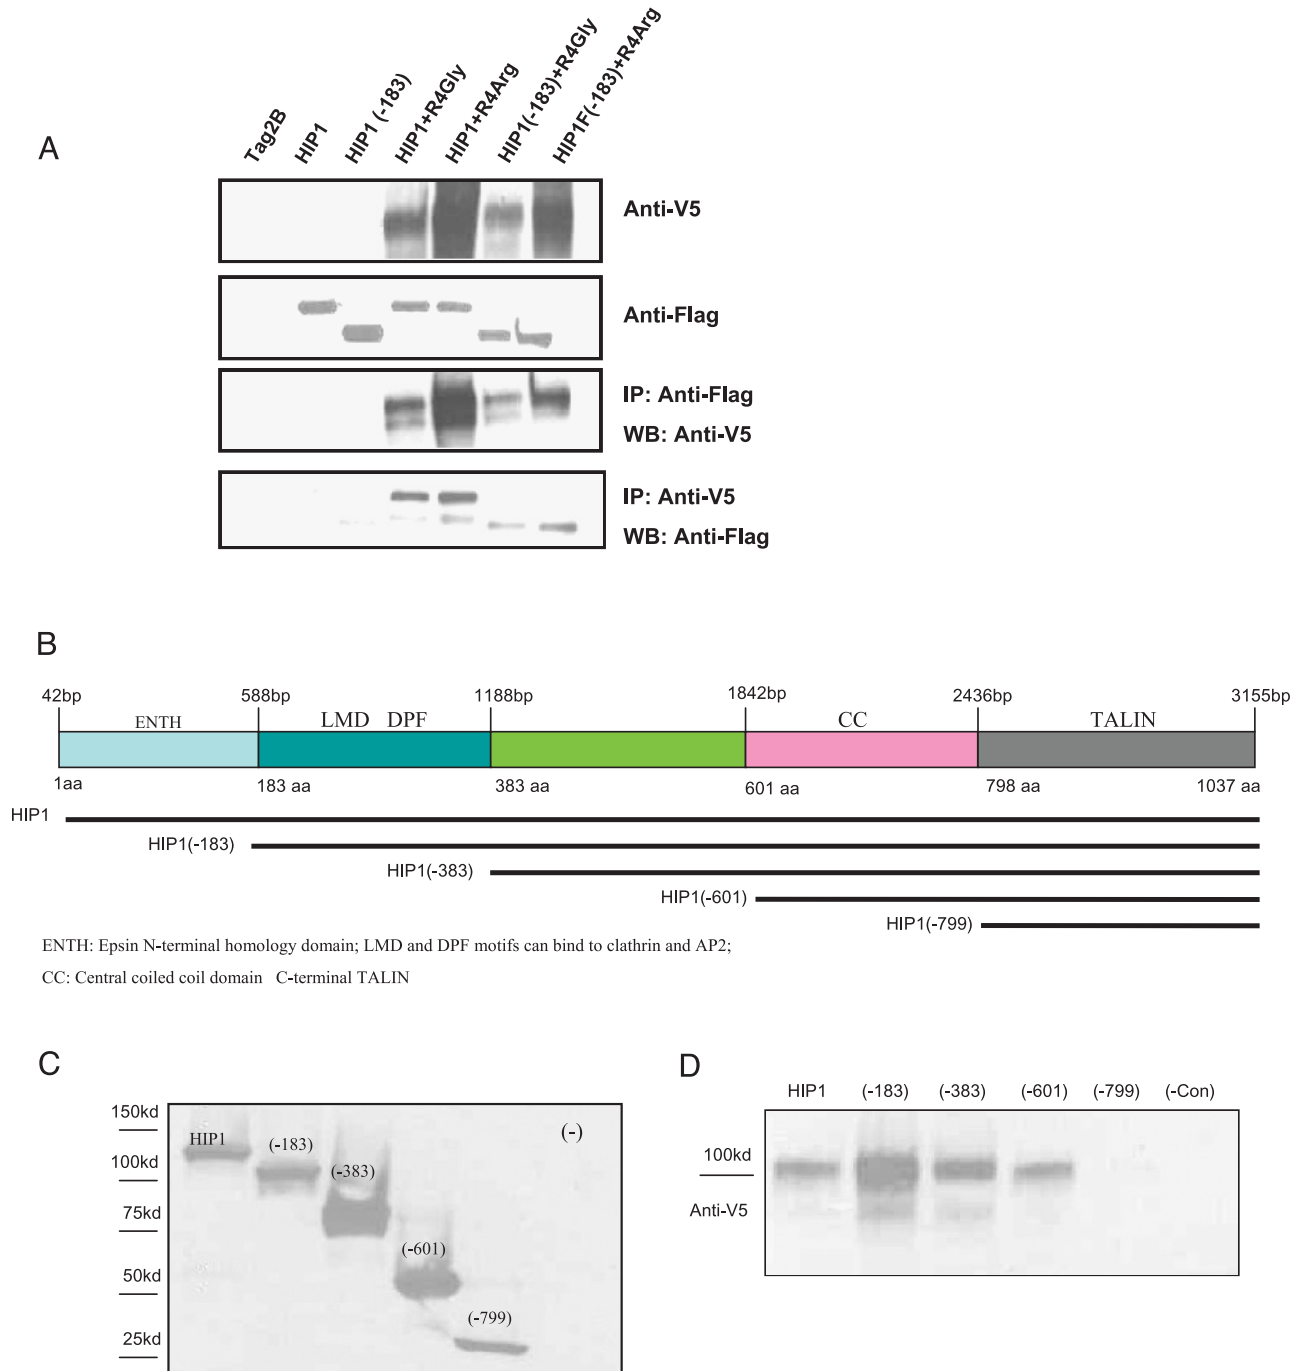 A
Tag2B HIP1 HIP1 (-183) HIP1+R4Gly HIP1+R4Arg HIP1(-183)+R4Gly HIP1F(-183)+R4Arg
Anti-V5
Anti-Flag
IP: Anti-Flag
WB: Anti-V5
IP: Anti-V5
WB: Anti-Flag
B
42bp 588bp 1188bp 1842bp 2436bp 3155bp
ENTH LMD DPF CC TALIN
1aa 183 aa 383 aa 601 aa 798 aa 1037 aa
HIP1
HIP1(-183)
HIP1(-383)
HIP1(-601)
HIP1(-799)
ENTH: Epsin N-terminal homology domain; LMD and DPF motifs can bind to clathrin and AP2;
CC: Central coiled coil domain C-terminal TALIN
C
150kd
100kd
75kd
50kd
25kd
HIP1 (-183) (-383) (-601) (-799) (-)
D
HIP1 (-183) (-383) (-601) (-799) (-Con)
100kd
Anti-V5